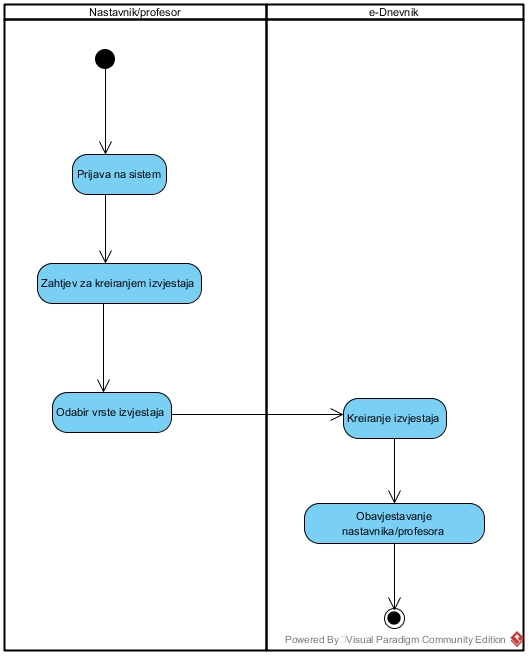 Nastavnik/profesor
e-Dnevnik
Prijava na sistem
Zahtjev za kreiranjem izvjestaja
Odabir vrste izvjestaja
Kreiranje izvjestaja
Obavjestavanje
nastavnika/profesora
Powered By Visual Paradigm Community Edition